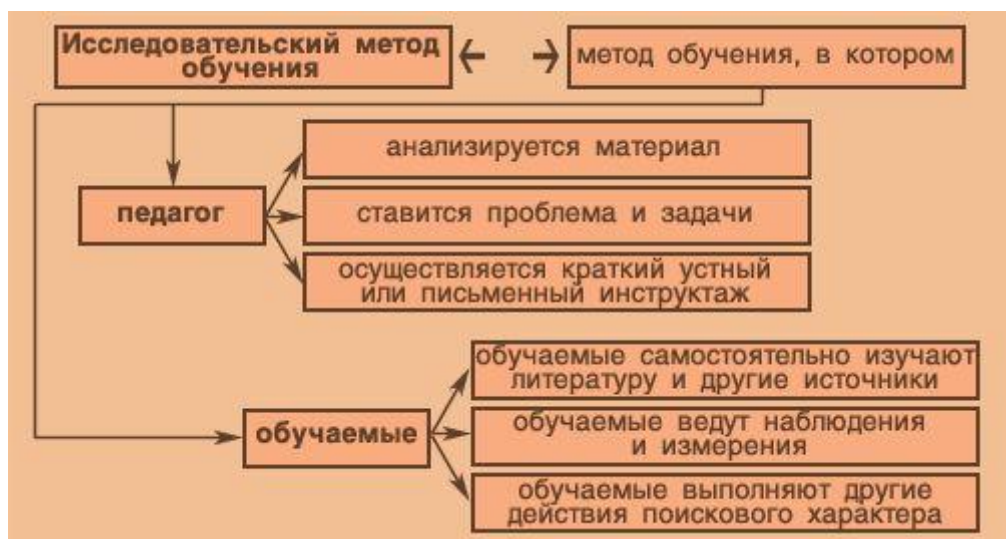 Исследовательский метод
обучения
метод обучения, в котором
анализируется материал
педагог
ставится проблема и задачи
осуществляется краткий устный
или письменный инструктаж
обучаемые самостоятельно изучают
литературу и другие источники
обучаемые
обучаемые ведут наблюдения
и измерения
обучаемые выполняют другие
действия поискового характера